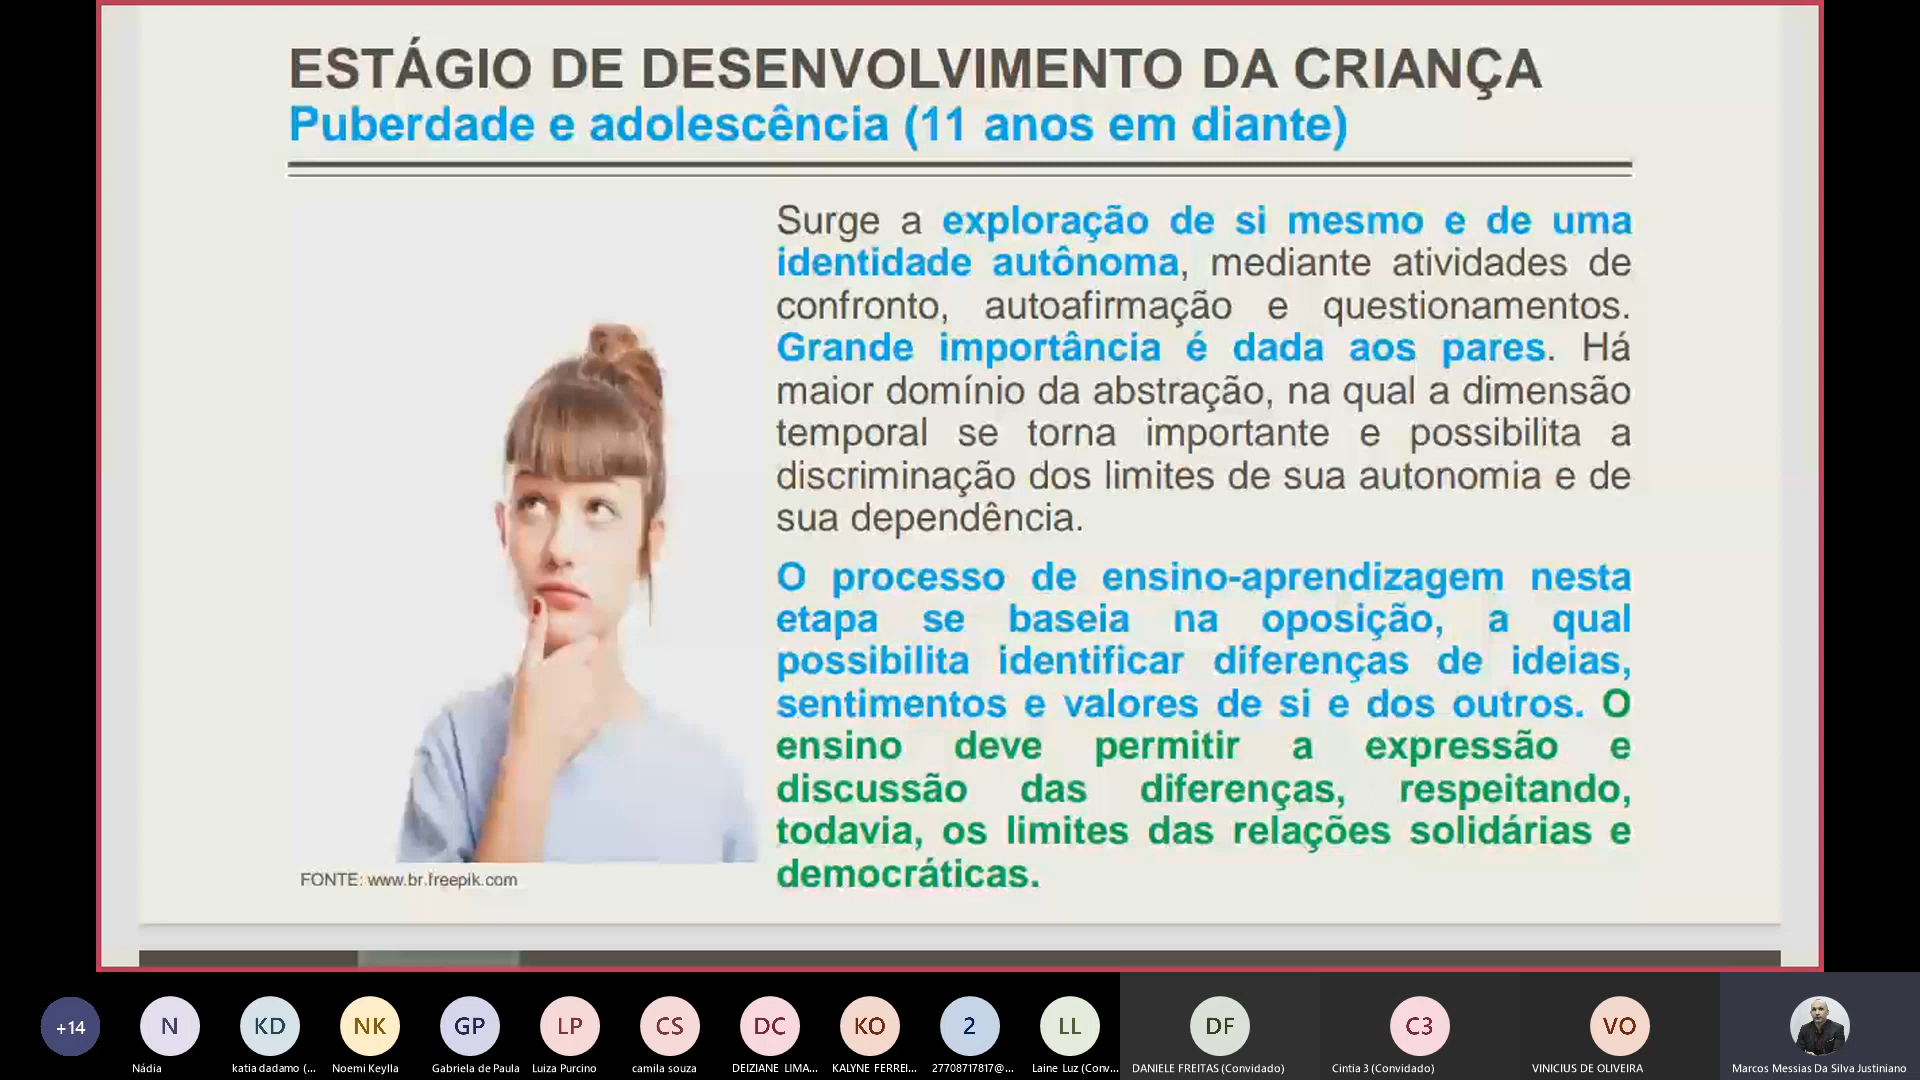 ESTÁGIO DE DESENVOLVIMENTO DA CRIANÇA
Puberdade e adolescência (11 anos em diante)
Surge a exploração de si mesmo e de uma
identidade autônoma, mediante atividades de
confronto, autoafirmação e questionamentos.
Grande importância é dada aos pares. Há
maior domínio da abstração, na qual a dimensão
temporal se torna importante e possibilita a
discriminação dos limites de sua autonomia e de
sua dependência.
O processo de ensino-aprendizagem nesta
etapa se baseia na oposição, a qual
possibilita identificar diferenças de ideias,
sentimentos e valores de si e dos outros. O
ensino deve permitir a expressão e
discussão das diferenças, respeitando,
todavia, os limites das relações solidárias e
democráticas.
FONTE: www.br.freepik.com
+14
N
KD
NK
GP
LP
CS
DC
KO
2
LL
DF
C3
VO
Nádia
katia dadamo (...
Noemi Keylla
Gabriela de Paula
Luiza Purcino
camila souza
DEIZIANE LIMA...
KALYNE FERREI...
27708717817@...
Laine Luz (Conv...
DANIELE FREITAS (Convidado)
Cintia 3 (Convidado)
VINICIUS DE OLIVEIRA
Marcos Messias Da Silva Justiniano